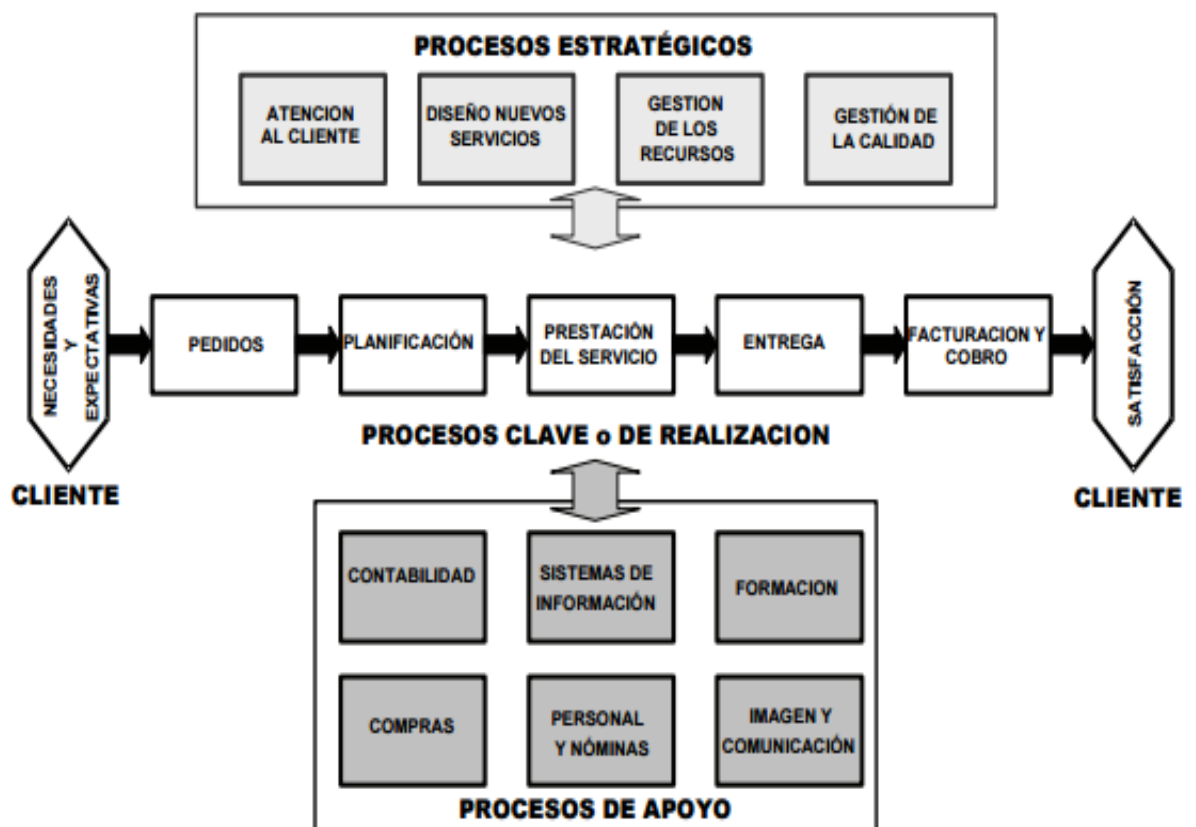 PROCESOS ESTRATÉGICOS
ATENCION
AL CLIENTE
DISEÑO NUEVOS
SERVICIOS
GESTION
DE LOS
RECURSOS
GESTIÓN DE
LA CALIDAD
NECESIDADES
Y
EXPECTATIVAS
CLIENTE
PEDIDOS
PLANIFICACIÓN
PRESTACIÓN
DEL SERVICIO
ENTREGA
FACTURACION Y
COBRO
SATISFACCIÓN
CLIENTE
PROCESOS CLAVE o DE REALIZACION
CONTABILIDAD
SISTEMAS DE
INFORMACIÓN
FORMACION
COMPRAS
PERSONAL
Y NÓMINAS
IMAGEN Y
COMUNICACIÓN
PROCESOS DE APOYO